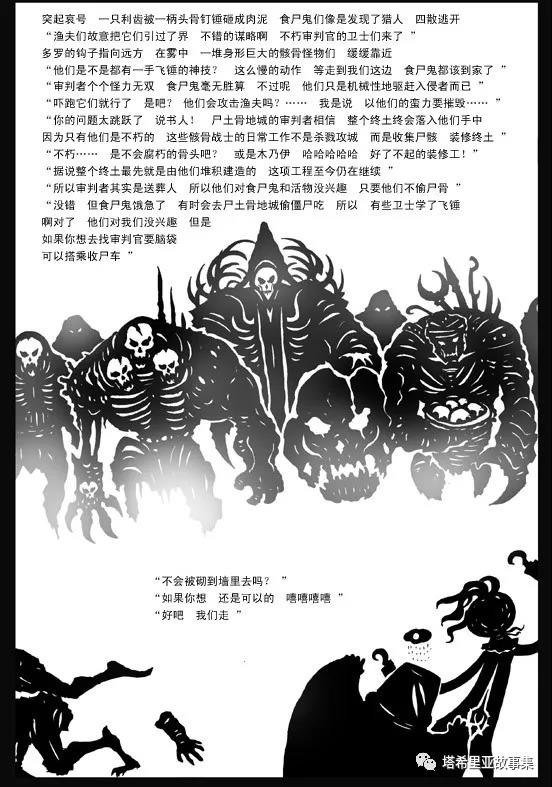 突起哀号 一只利齿被一柄头骨钉锤砸成肉泥 食尸鬼们像是发现了猎人 四散逃开
“渔夫们故意把它们引过了界 不错的谋略啊 不朽审判官的卫士们来了”
多罗的钩子指向远方 在雾中 一堆身形巨大的骸骨怪物们 缓缓靠近
“他们是不是都有一手飞锤的神技? 这么慢的动作 等走到我们这边 食尸鬼都该到家了”
“审判者个个怪力无双 食尸鬼毫无胜算 不过呢 他们只是机械性地驱赶入侵者而已”
“吓跑它们就行了 是吧? 他们会攻击渔夫吗?…… 我是说 以他们的蛮力要摧毁……”
“你的问题太跳跃了 说书人! 尸土骨地城的审判者相信 整个终土终会落入他们手中
因为只有他们是不朽的 这些骸骨战士的日常工作不是杀戮攻城 而是收集尸骸 装修终土”
“不朽…… 是不会腐朽的骨头吧? 或是木乃伊 哈哈哈哈哈 好了不起的装修工!”
“据说整个终土最先就是由他们堆积建造的 这项工程至今仍在继续”
“所以审判者其实是送葬人 所以他们对食尸鬼和活物没兴趣 只要它们不偷尸骨”
“没错 但食尸鬼饿急了 有时会去尸土骨地城偷僵尸吃 所以 有些卫士学了飞锤
啊对了 他们对我们没兴趣 但是
如果你想去找审判官要脑袋
可以搭乘收尸车”
“不会被砌到墙里去吗?”
“如果你想 还是可以的 嘻嘻嘻嘻”
“好吧 我们走”
塔希里亚故事集